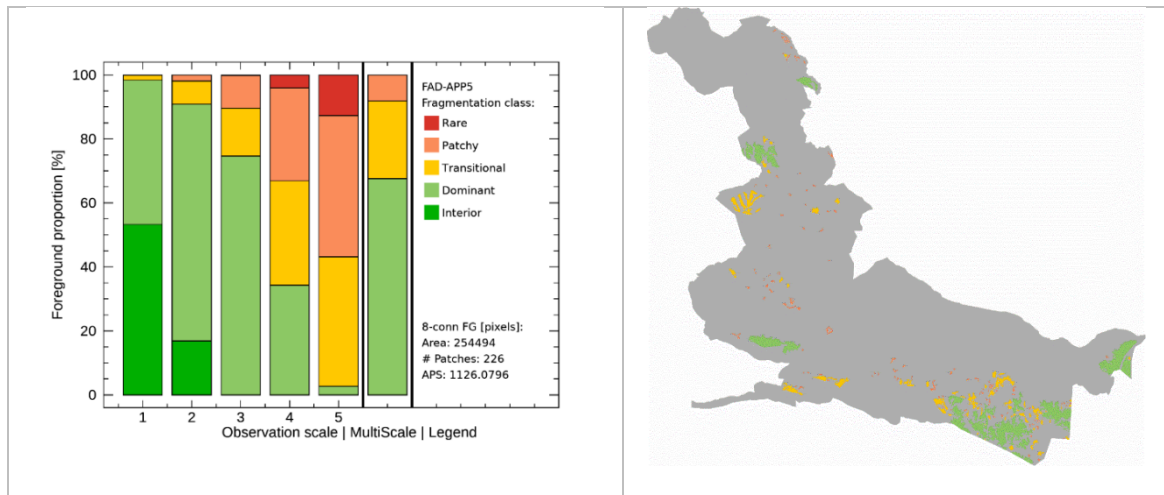 100
80
60
40
20
0
Foreground proportion [%]
FAD-APP5
Fragmentation class:
Rare
Patchy
Transitional
Dominant
Interior
8-conn FG [pixels]:
Area: 254494
# Patches: 226
APS: 1126.0796
1 2 3 4 5
Observation scale | MultiScale | Legend